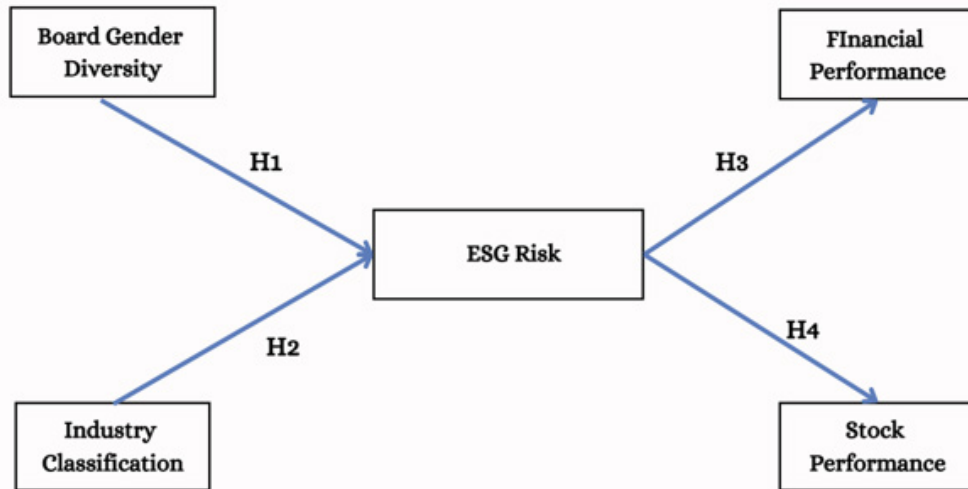 Board Gender
Diversity
FInancial
Performance
H1
H3
ESG Risk
H2
H4
Industry
Classification
Stock
Performance